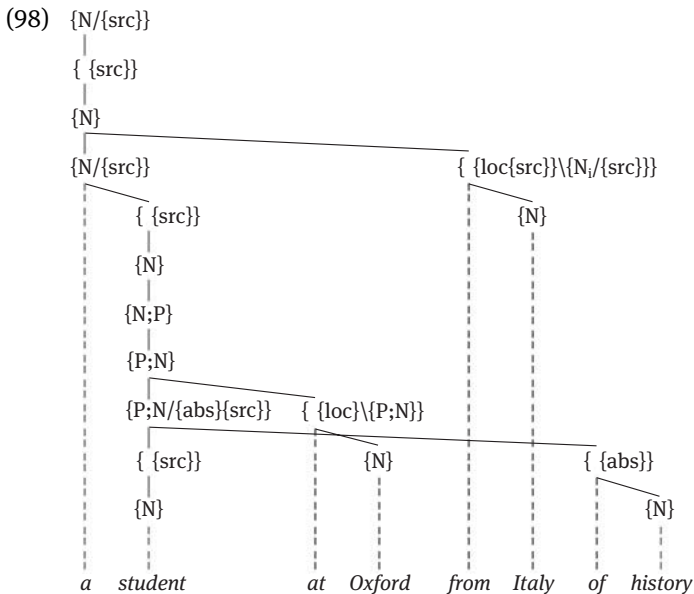 (98) {N/{src}}
{ {src}}
{N}
{N/{src}} { {loc{src}}\{Nᵢ/{src}}}
{ {src}} {N}
{N}
{N;P}
{P;N}
{P;N/{abs}{src}} { {loc}\{P;N}}
{ {src}} {N} { {abs}}
{N} {N}
a student at Oxford from Italy of history